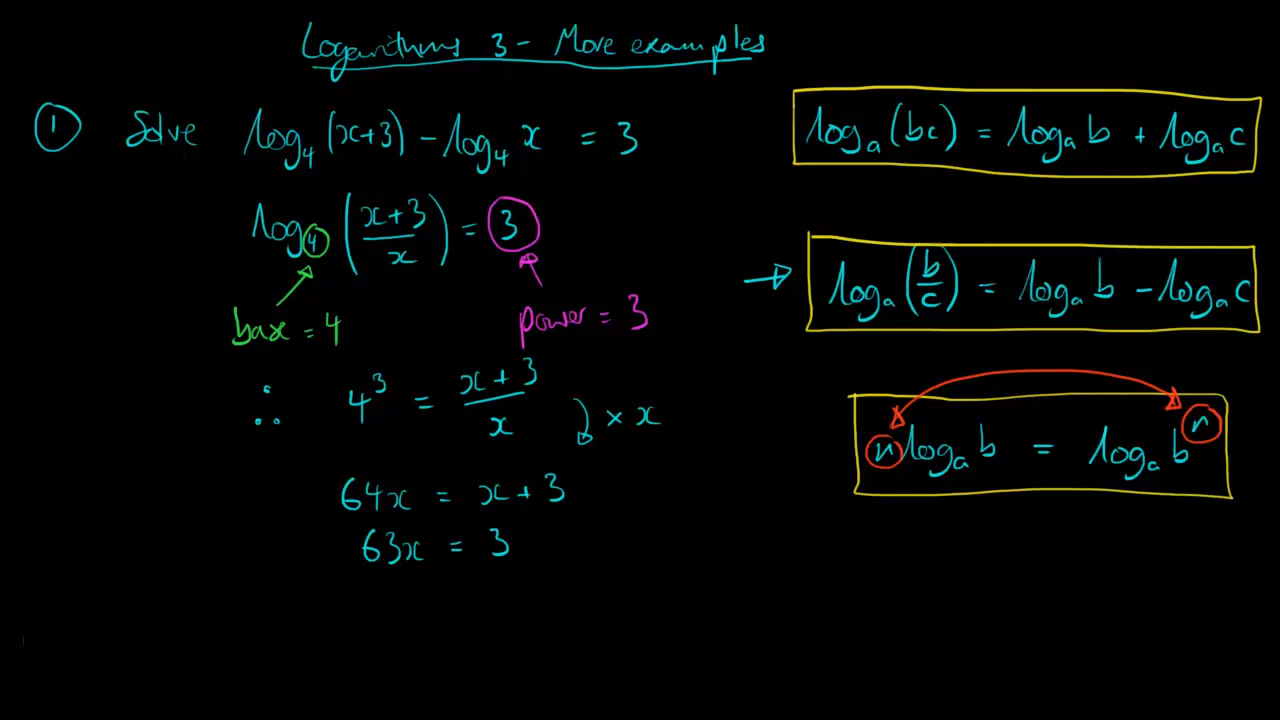 Logarithms 3 - More examples
① Solve log₄(x+3) - log₄ x = 3
log₄((x+3)/x) = 3
base = 4
power = 3
∴ 4³ = (x+3)/x
× x
64x = x + 3
63x = 3
logₐ(bc) = logₐ b + logₐ c
→ logₐ(b/c) = logₐ b - logₐ c
n logₐ b = logₐ bⁿ